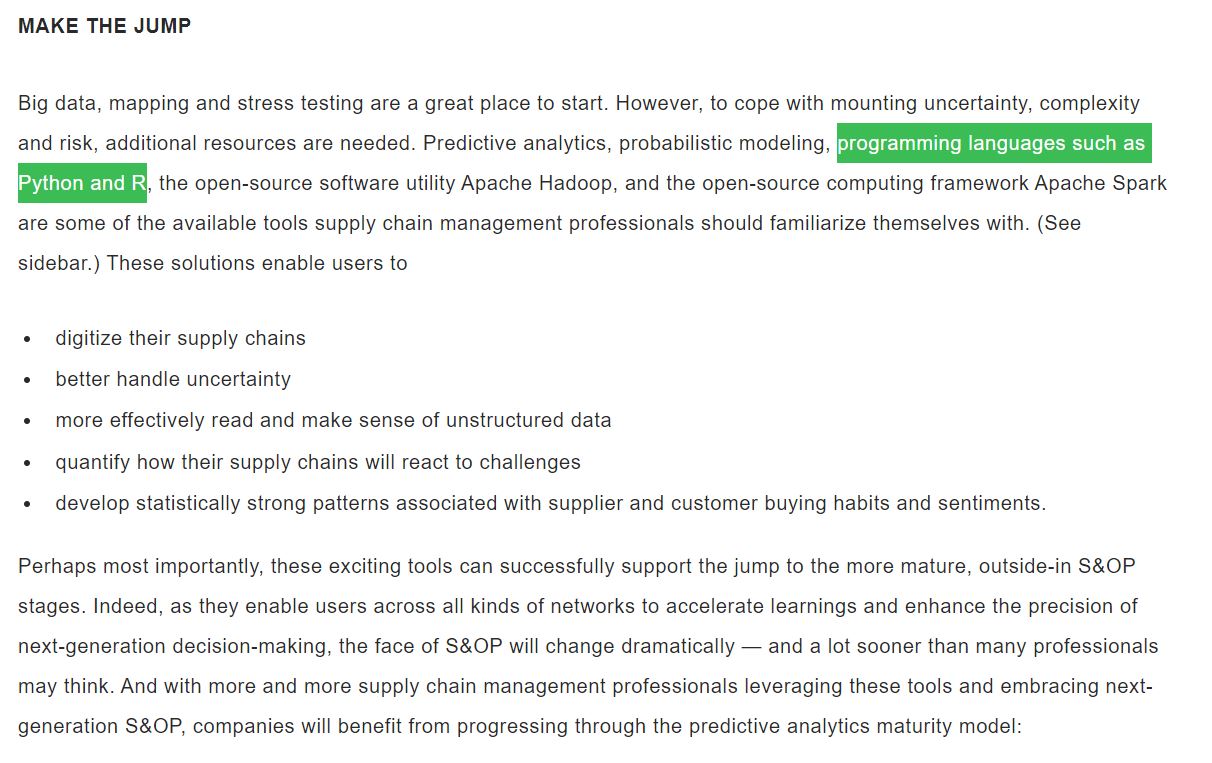 MAKE THE JUMP
Big data, mapping and stress testing are a great place to start. However, to cope with mounting uncertainty, complexity
and risk, additional resources are needed. Predictive analytics, probabilistic modeling, programming languages such as
Python and R, the open-source software utility Apache Hadoop, and the open-source computing framework Apache Spark
are some of the available tools supply chain management professionals should familiarize themselves with. (See
sidebar.) These solutions enable users to
• digitize their supply chains
• better handle uncertainty
• more effectively read and make sense of unstructured data
• quantify how their supply chains will react to challenges
• develop statistically strong patterns associated with supplier and customer buying habits and sentiments.
Perhaps most importantly, these exciting tools can successfully support the jump to the more mature, outside-in S&OP
stages. Indeed, as they enable users across all kinds of networks to accelerate learnings and enhance the precision of
next-generation decision-making, the face of S&OP will change dramatically — and a lot sooner than many professionals
may think. And with more and more supply chain management professionals leveraging these tools and embracing next-
generation S&OP, companies will benefit from progressing through the predictive analytics maturity model: